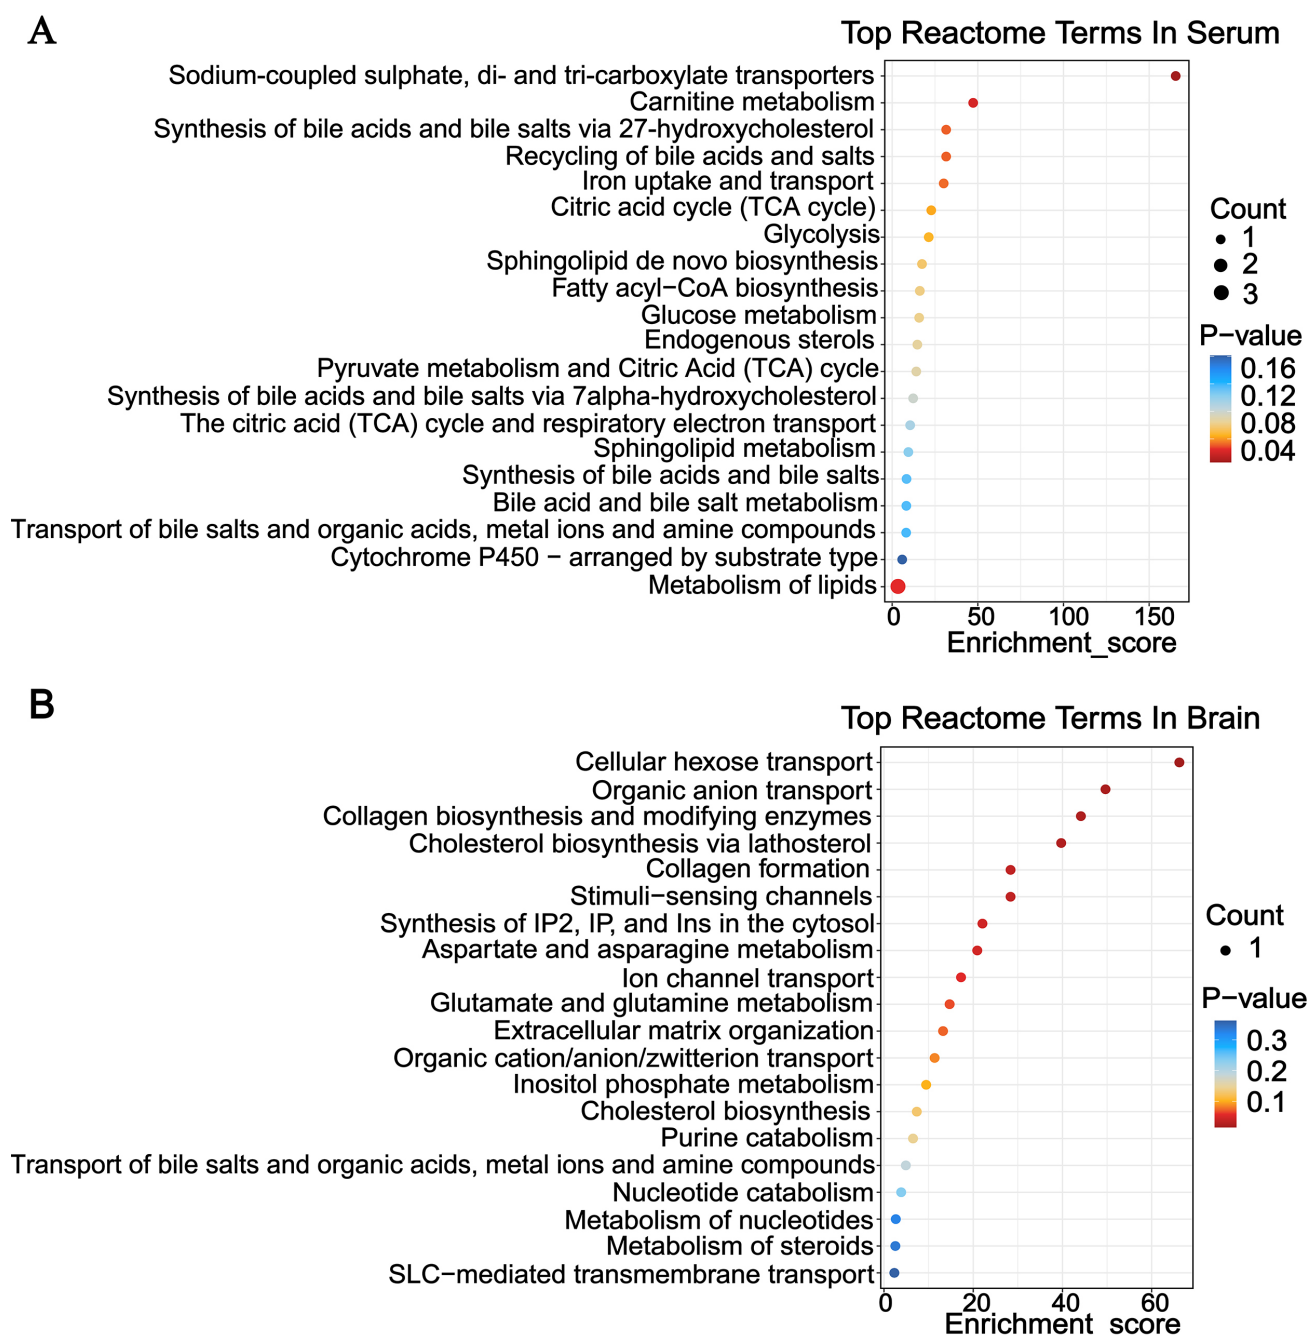 A
Top Reactome Terms In Serum
Sodium-coupled sulphate, di- and tri-carboxylate transporters
Carnitine metabolism
Synthesis of bile acids and bile salts via 27-hydroxycholesterol
Recycling of bile acids and salts
Iron uptake and transport
Citric acid cycle (TCA cycle)
Glycolysis
Sphingolipid de novo biosynthesis
Fatty acyl−CoA biosynthesis
Glucose metabolism
Endogenous sterols
Pyruvate metabolism and Citric Acid (TCA) cycle
Synthesis of bile acids and bile salts via 7alpha-hydroxycholesterol
The citric acid (TCA) cycle and respiratory electron transport
Sphingolipid metabolism
Synthesis of bile acids and bile salts
Bile acid and bile salt metabolism
Transport of bile salts and organic acids, metal ions and amine compounds
Cytochrome P450 − arranged by substrate type
Metabolism of lipids
0 50 100 150
Enrichment_score
Count
1
2
3
P−value
0.16
0.12
0.08
0.04
B
Top Reactome Terms In Brain
Cellular hexose transport
Organic anion transport
Collagen biosynthesis and modifying enzymes
Cholesterol biosynthesis via lathosterol
Collagen formation
Stimuli−sensing channels
Synthesis of IP2, IP, and Ins in the cytosol
Aspartate and asparagine metabolism
Ion channel transport
Glutamate and glutamine metabolism
Extracellular matrix organization
Organic cation/anion/zwitterion transport
Inositol phosphate metabolism
Cholesterol biosynthesis
Purine catabolism
Transport of bile salts and organic acids, metal ions and amine compounds
Nucleotide catabolism
Metabolism of nucleotides
Metabolism of steroids
SLC−mediated transmembrane transport
0 20 40 60
Enrichment score
Count
1
P−value
0.3
0.2
0.1